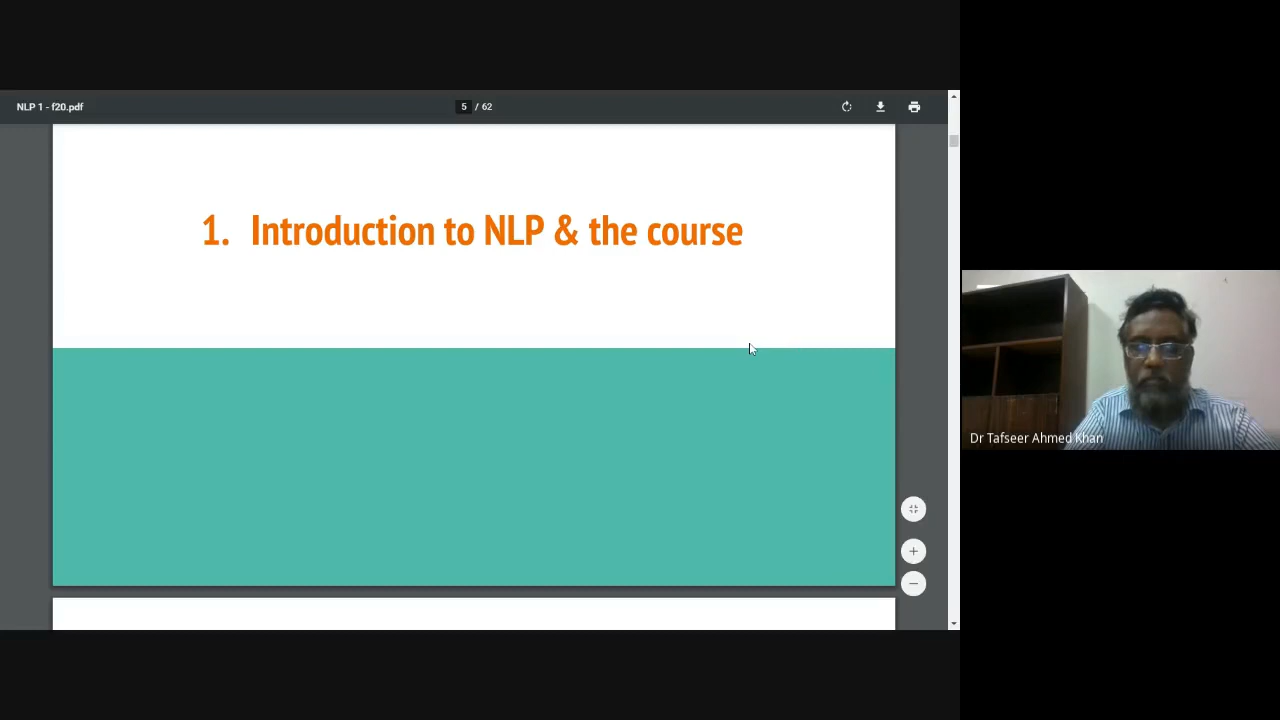 NLP 1 - f20.pdf
5 / 62
1. Introduction to NLP & the course
Dr Tafseer Ahmed Khan